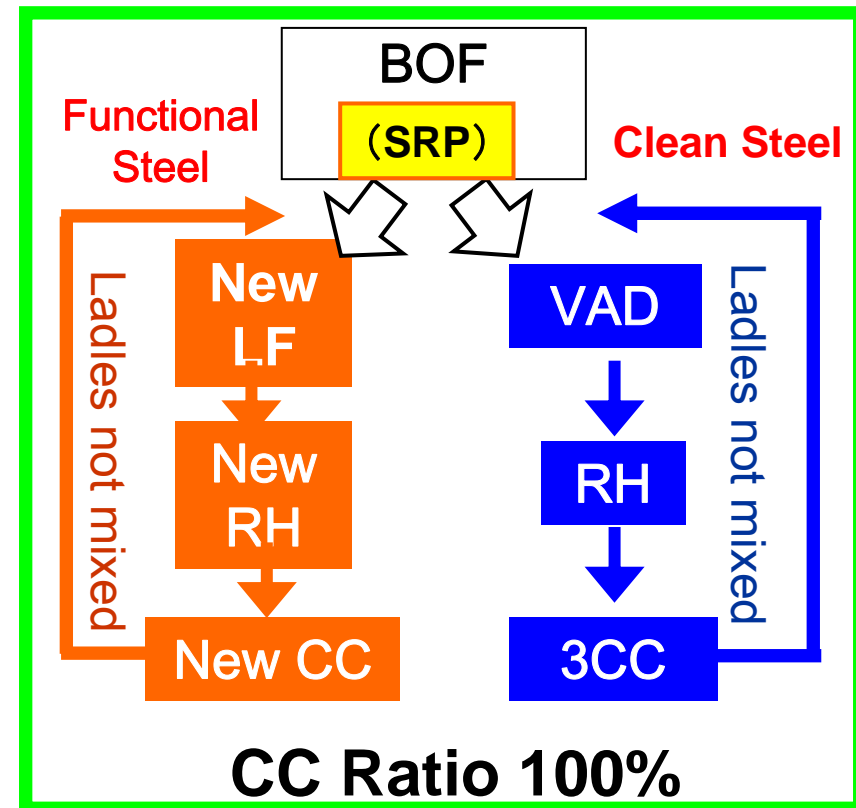 BOF
（SRP）
Functional
Steel
Clean Steel
New
LF
New
RH
New CC
Ladles not mixed
VAD
RH
3CC
Ladles not mixed
CC Ratio 100%